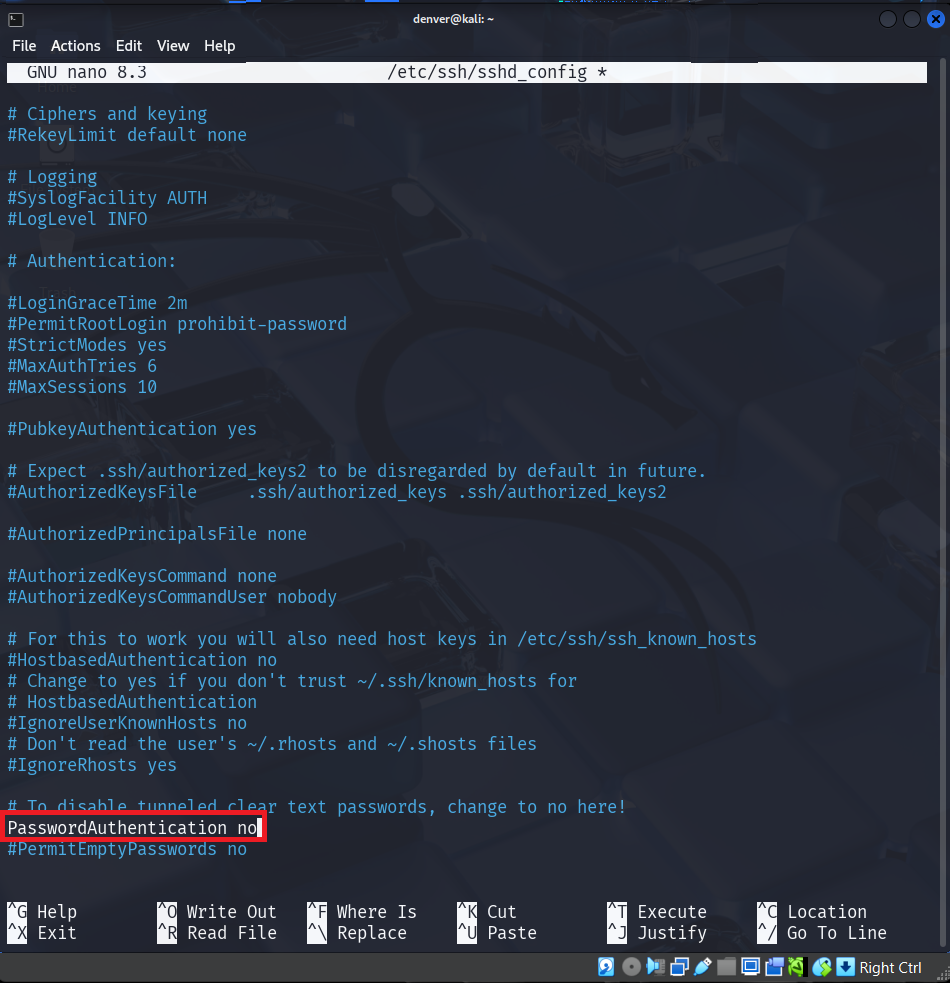 denver@kali: ~
File Actions Edit View Help
GNU nano 8.3 /etc/ssh/sshd_config *
Home
# Ciphers and keying
#RekeyLimit default none
# Logging
#SyslogFacility AUTH
#LogLevel INFO
# Authentication:
Trash
#LoginGraceTime 2m
#PermitRootLogin prohibit-password
#StrictModes yes
#MaxAuthTries 6
#MaxSessions 10
#PubkeyAuthentication yes
# Expect .ssh/authorized_keys2 to be disregarded by default in future.
#AuthorizedKeysFile .ssh/authorized_keys .ssh/authorized_keys2
#AuthorizedPrincipalsFile none
#AuthorizedKeysCommand none
#AuthorizedKeysCommandUser nobody
# For this to work you will also need host keys in /etc/ssh/ssh_known_hosts
#HostbasedAuthentication no
# Change to yes if you don't trust ~/.ssh/known_hosts for
# HostbasedAuthentication
#IgnoreUserKnownHosts no
# Don't read the user's ~/.rhosts and ~/.shosts files
#IgnoreRhosts yes
# To disable tunneled clear text passwords, change to no here!
PasswordAuthentication no
#PermitEmptyPasswords no
^G Help ^O Write Out ^F Where Is ^K Cut ^T Execute ^C Location
^X Exit ^R Read File ^\ Replace ^U Paste ^J Justify ^/ Go To Line
Right Ctrl